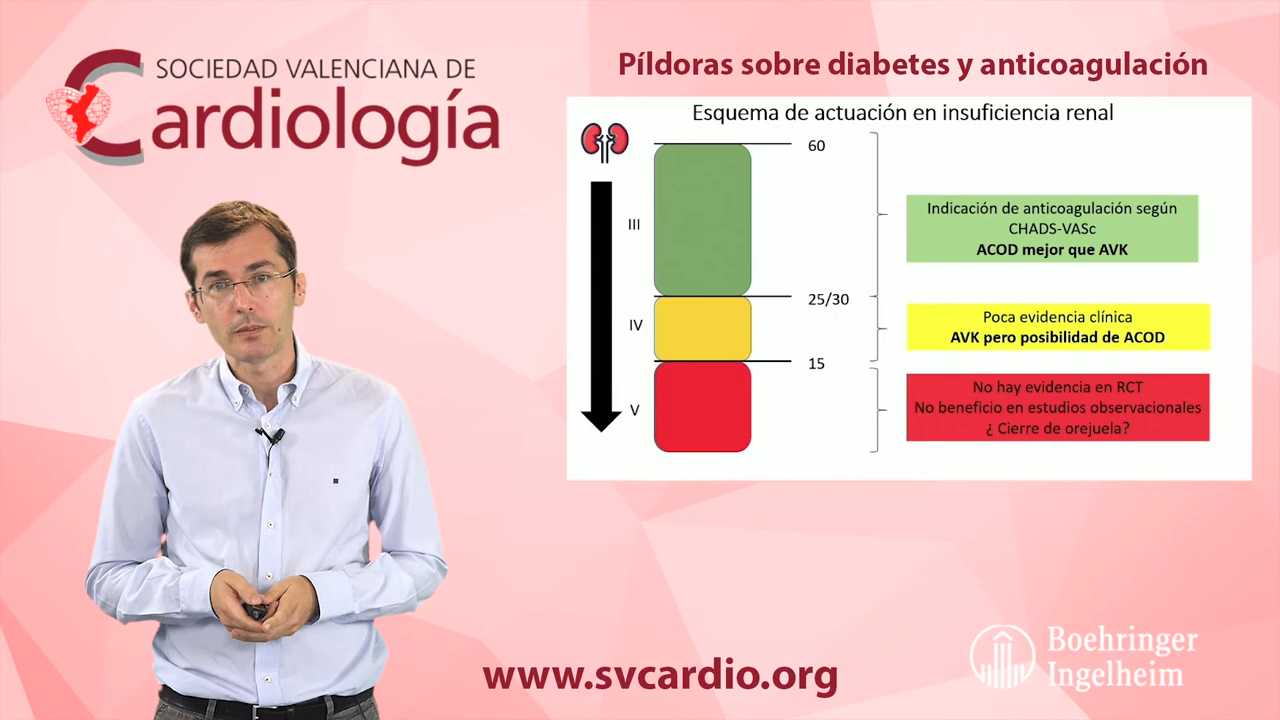 SOCIEDAD VALENCIANA DE
Cardiología
Píldoras sobre diabetes y anticoagulación
Esquema de actuación en insuficiencia renal
60
III
Indicación de anticoagulación según
CHADS-VASc
ACOD mejor que AVK
25/30
IV
Poca evidencia clínica
AVK pero posibilidad de ACOD
15
V
No hay evidencia en RCT
No beneficio en estudios observacionales
¿ Cierre de orejuela?
www.svcardio.org
Boehringer
Ingelheim